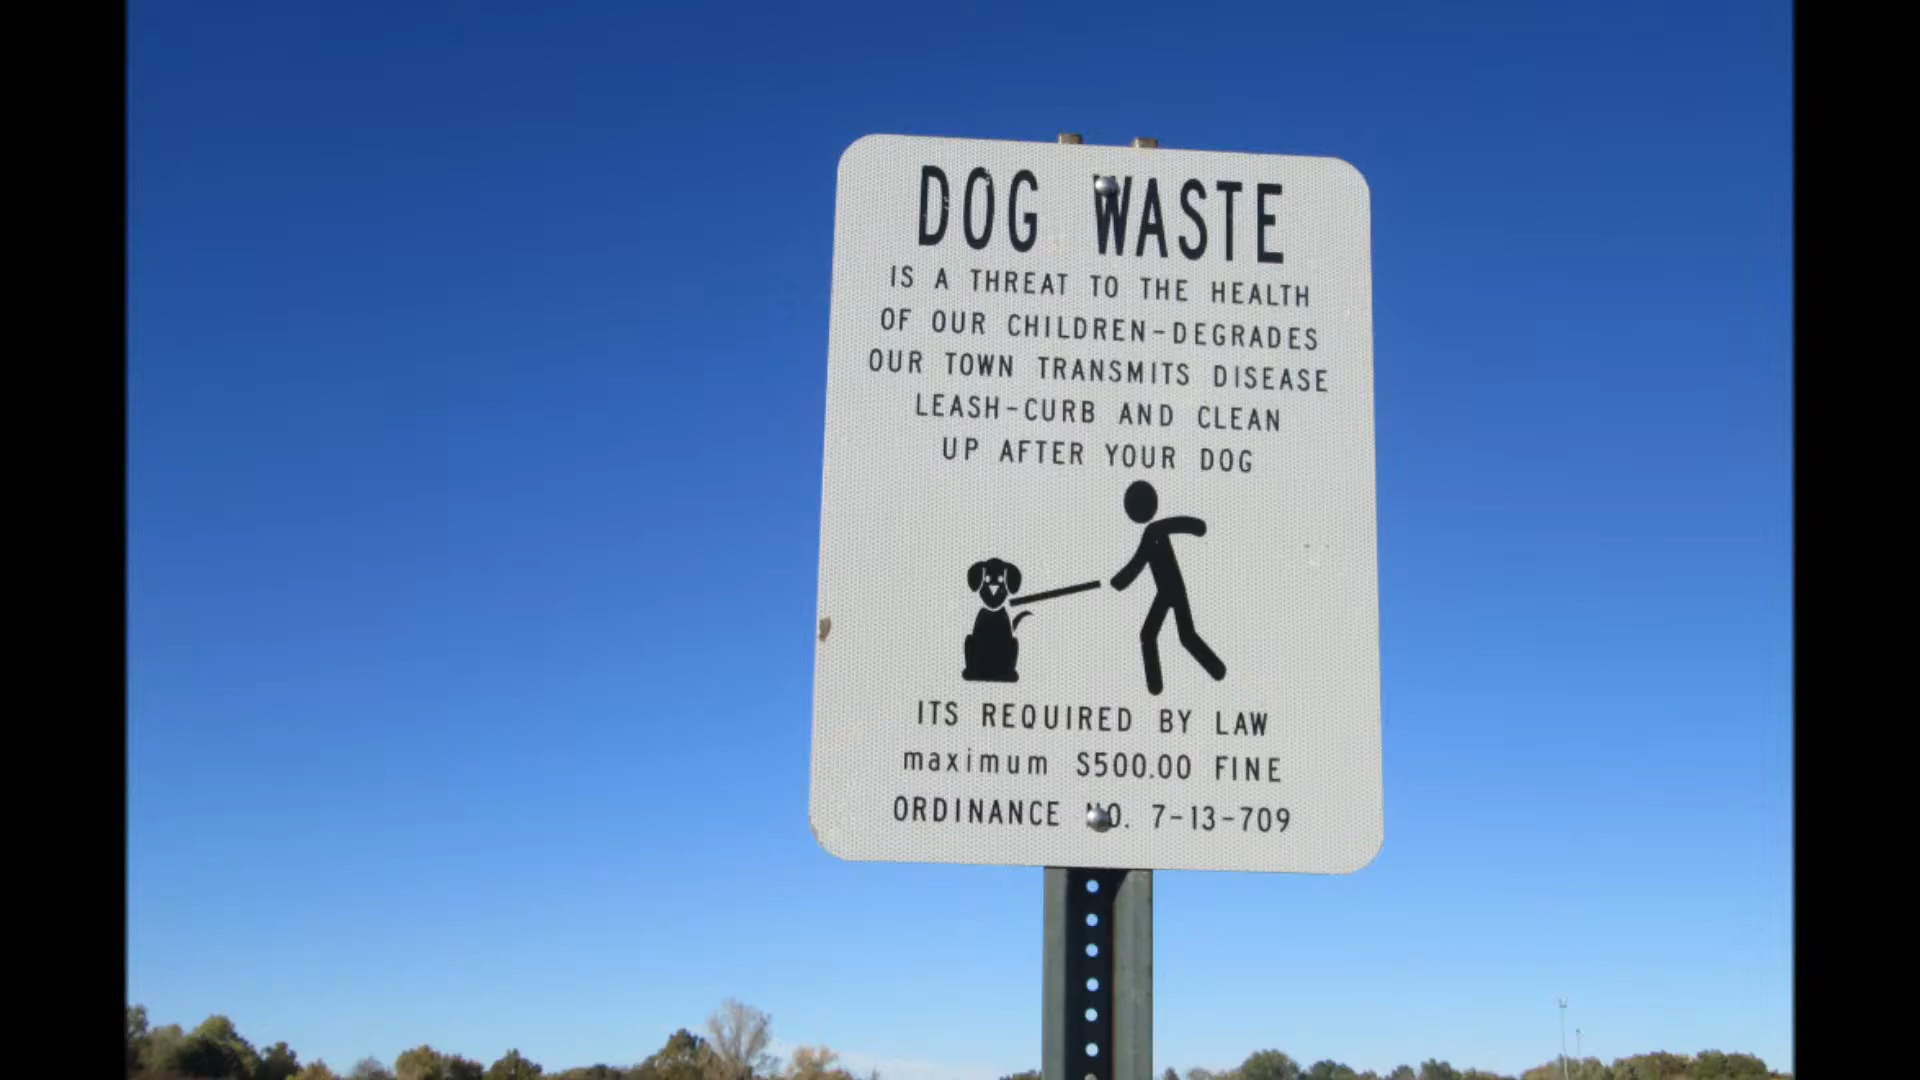 DOG WASTE
IS A THREAT TO THE HEALTH
OF OUR CHILDREN-DEGRADES
OUR TOWN TRANSMITS DISEASE
LEASH-CURB AND CLEAN
UP AFTER YOUR DOG
ITS REQUIRED BY LAW
maximum $500.00 FINE
ORDINANCE NO. 7-13-709